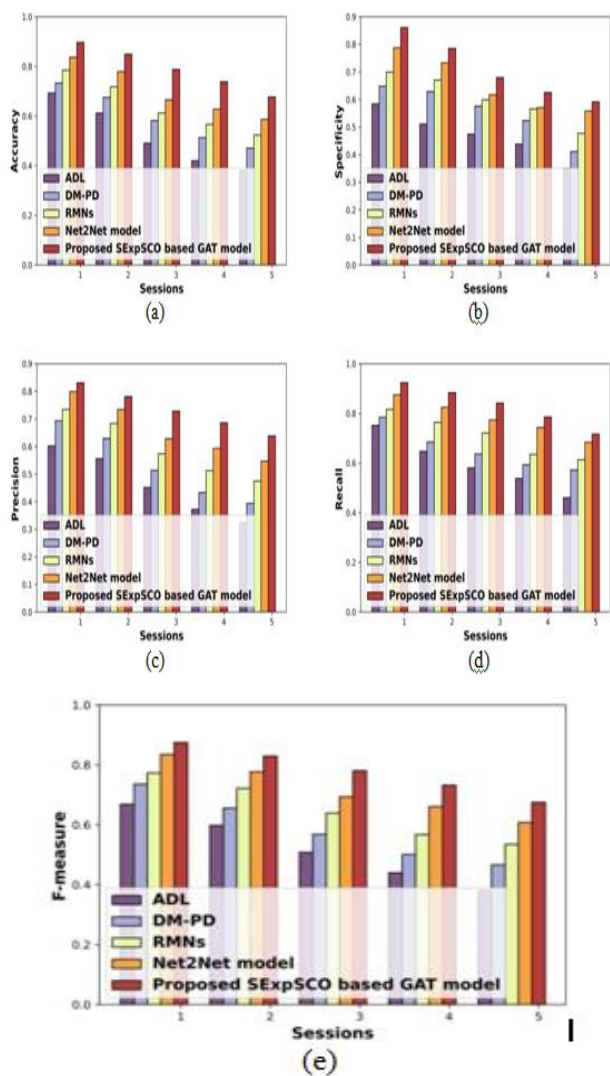 1.0
0.8
0.6
0.4
0.2
0.0
Accuracy
ADL
DM-PD
RMNs
Net2Net model
Proposed SExpSCO based GAT model
1 2 3 4 5
Sessions
(a)
0.9
0.8
0.7
0.6
0.5
0.4
0.3
0.2
0.1
0.0
Specificity
ADL
DM-PD
RMNs
Net2Net model
Proposed SExpSCO based GAT model
1 2 3 4 5
Sessions
(b)
0.9
0.8
0.7
0.6
0.5
0.4
0.3
0.2
0.1
0.0
Precision
ADL
DM-PD
RMNs
Net2Net model
Proposed SExpSCO based GAT model
1 2 3 4 5
Sessions
(c)
1.0
0.8
0.6
0.4
0.2
0.0
Recall
ADL
DM-PD
RMNs
Net2Net model
Proposed SExpSCO based GAT model
1 2 3 4 5
Sessions
(d)
1.0
0.8
0.6
0.4
0.2
0.0
F-measure
ADL
DM-PD
RMNs
Net2Net model
Proposed SExpSCO based GAT model
1 2 3 4 5
Sessions
(e)